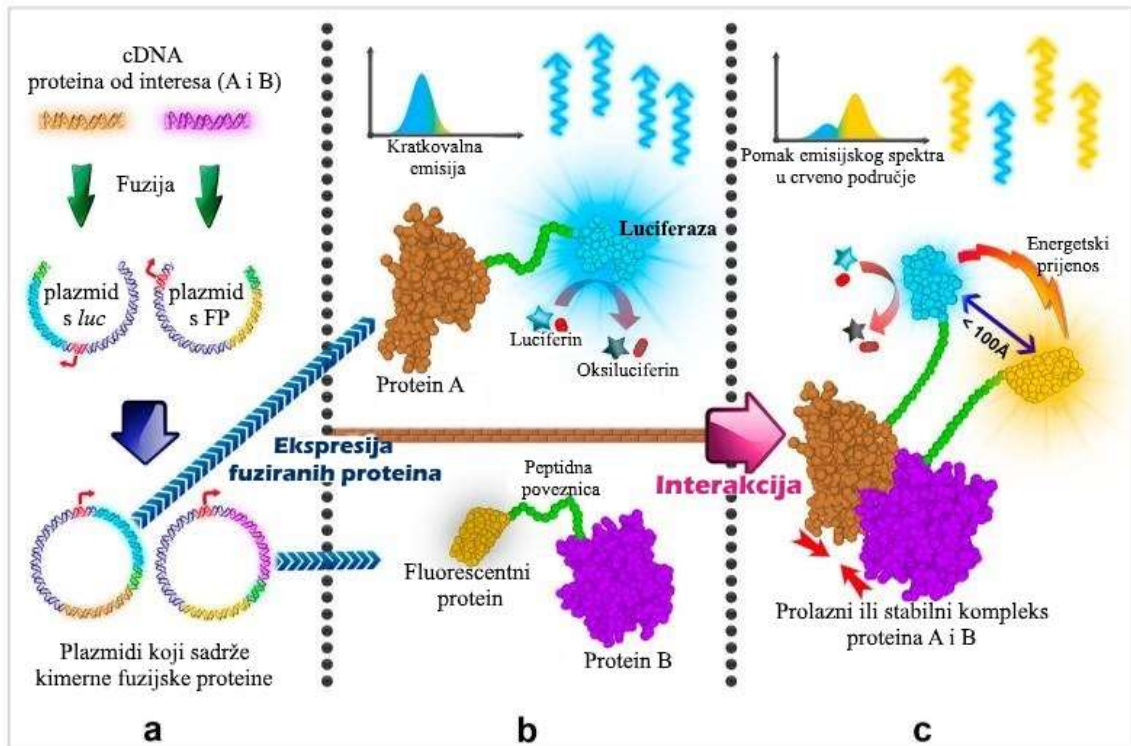 cDNA
proteina od interesa (A i B)
Fuzija
plazmid
s luc
plazmid
s FP
Plazmidi koji sadrže
kimerne fuzijske proteine
a
Kratkovalna
emisija
Luciferaza
Luciferin
Oksiluciferin
Protein A
Ekspresija
fuziranih proteina
Peptidna
poveznica
Fluorescentni
protein
Protein B
b
Interakcija
Pomak emisijskog spektra
u crveno područje
Energetski
prijenos
< 100Å
Prolazni ili stabilni kompleks
proteina A i B
c